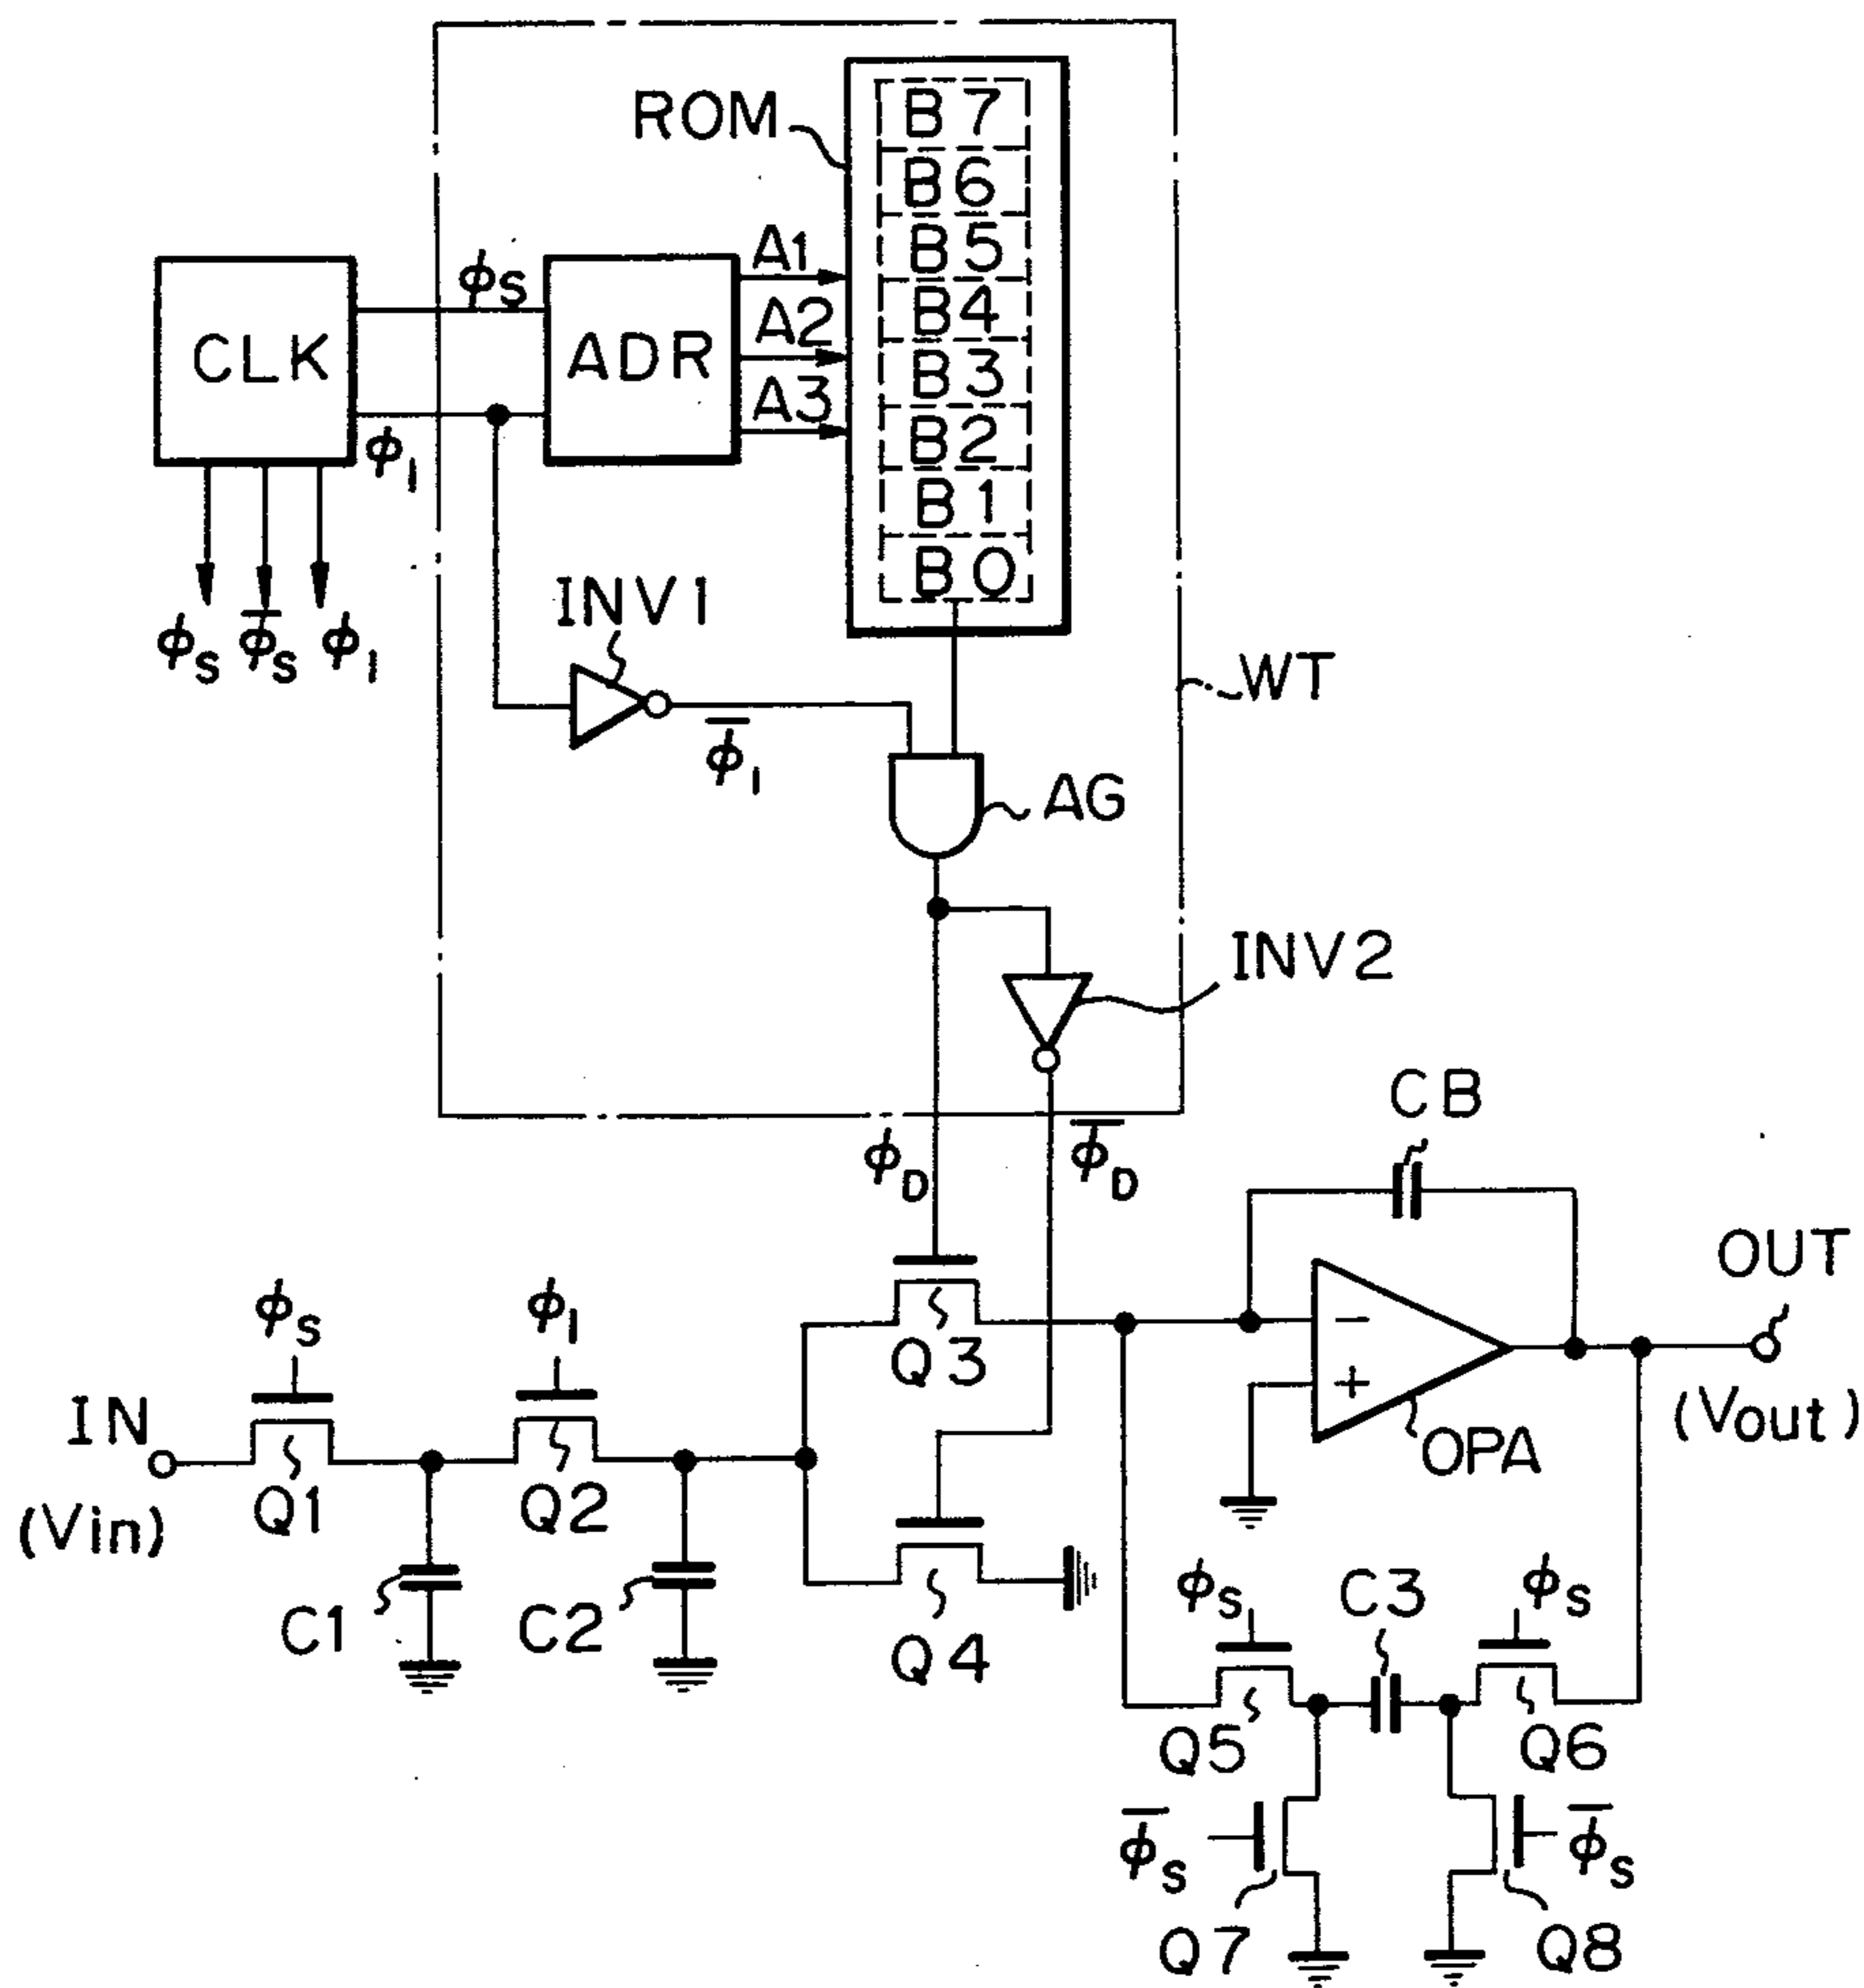 ROM
B7
B6
B5
B4
B3
B2
B1
B0
CLK
ϕS
ϕ1
ADR
A1
A2
A3
ϕS
ϕ̅S
ϕ1
INV1
ϕ̅1
WT
AG
INV2
ϕD
ϕ̅D
CB
OUT
(Vout)
OPA
−
+
IN
(Vin)
ϕS
Q1
ϕ1
Q2
Q3
Q4
C1
C2
ϕS
C3
ϕS
Q5
Q6
ϕ̅S
ϕ̅S
Q7
Q8